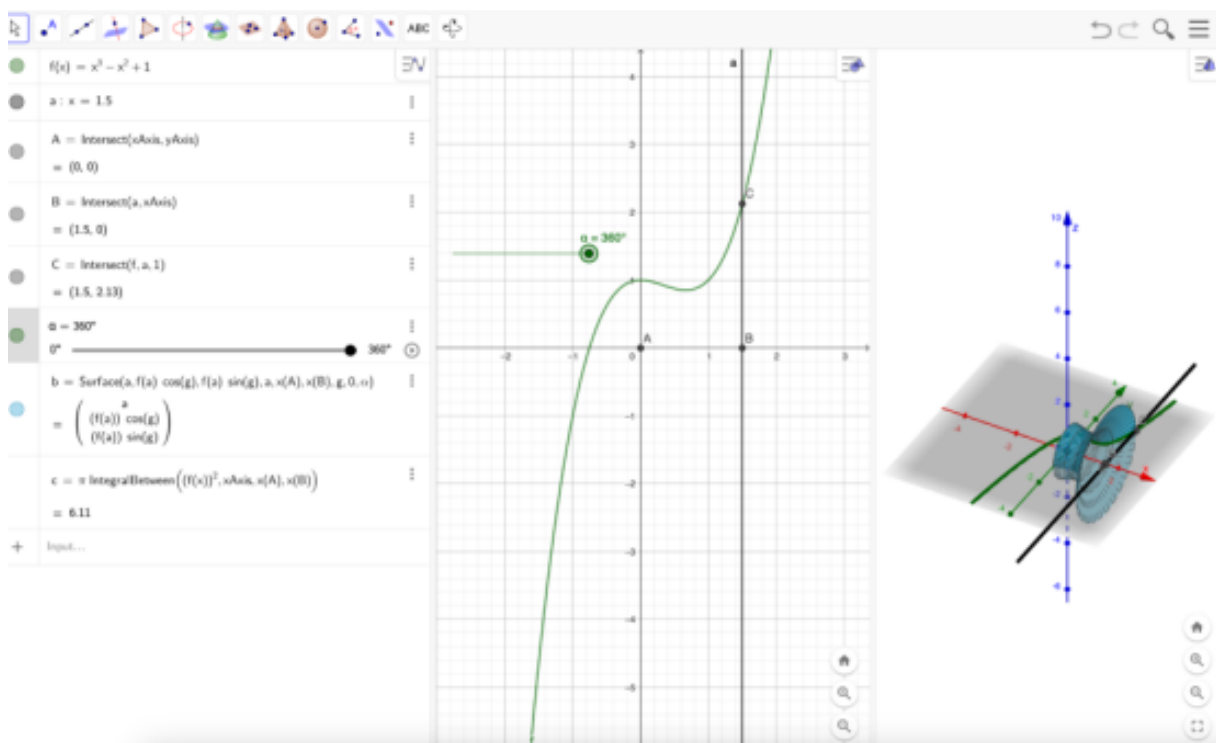 ABC
f(x) = x³ − x² + 1
a : x = 1.5
A = Intersect(xAxis, yAxis)
= (0, 0)
B = Intersect(a, xAxis)
= (1.5, 0)
C = Intersect(f, a, 1)
= (1.5, 2.13)
α = 360°
0° 360°
b = Surface(a, f(a) cos(g), f(a) sin(g), a, x(A), x(B), g, 0, α)
a
= (f(a)) cos(g)
(f(a)) sin(g)
c = π IntegralBetween((f(x))², xAxis, x(A), x(B))
= 6.11
+ Input...
a
4
3
C
2
α = 360°
1
A B
-2 -1 0 1 2 3
-1
-2
-3
-4
-5
10 z
8
6
4
2
-2
-4
-6
x
-4